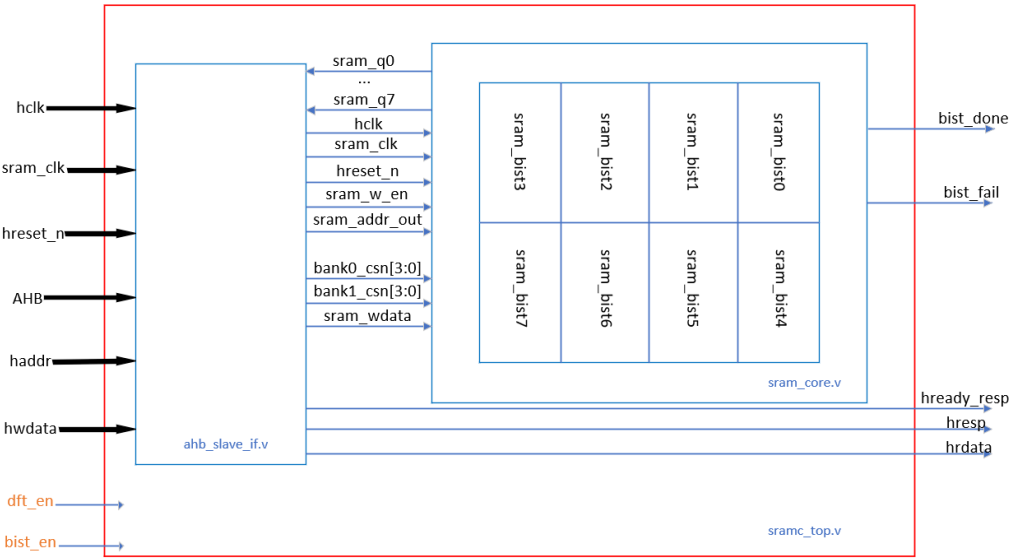 hclk
sram_clk
hreset_n
AHB
haddr
hwdata
dft_en
bist_en
ahb_slave_if.v
sram_q0
...
sram_q7
hclk
sram_clk
hreset_n
sram_w_en
sram_addr_out
bank0_csn[3:0]
bank1_csn[3:0]
sram_wdata
sram_bist3
sram_bist2
sram_bist1
sram_bist0
sram_bist7
sram_bist6
sram_bist5
sram_bist4
sram_core.v
bist_done
bist_fail
hready_resp
hresp
hrdata
sramc_top.v